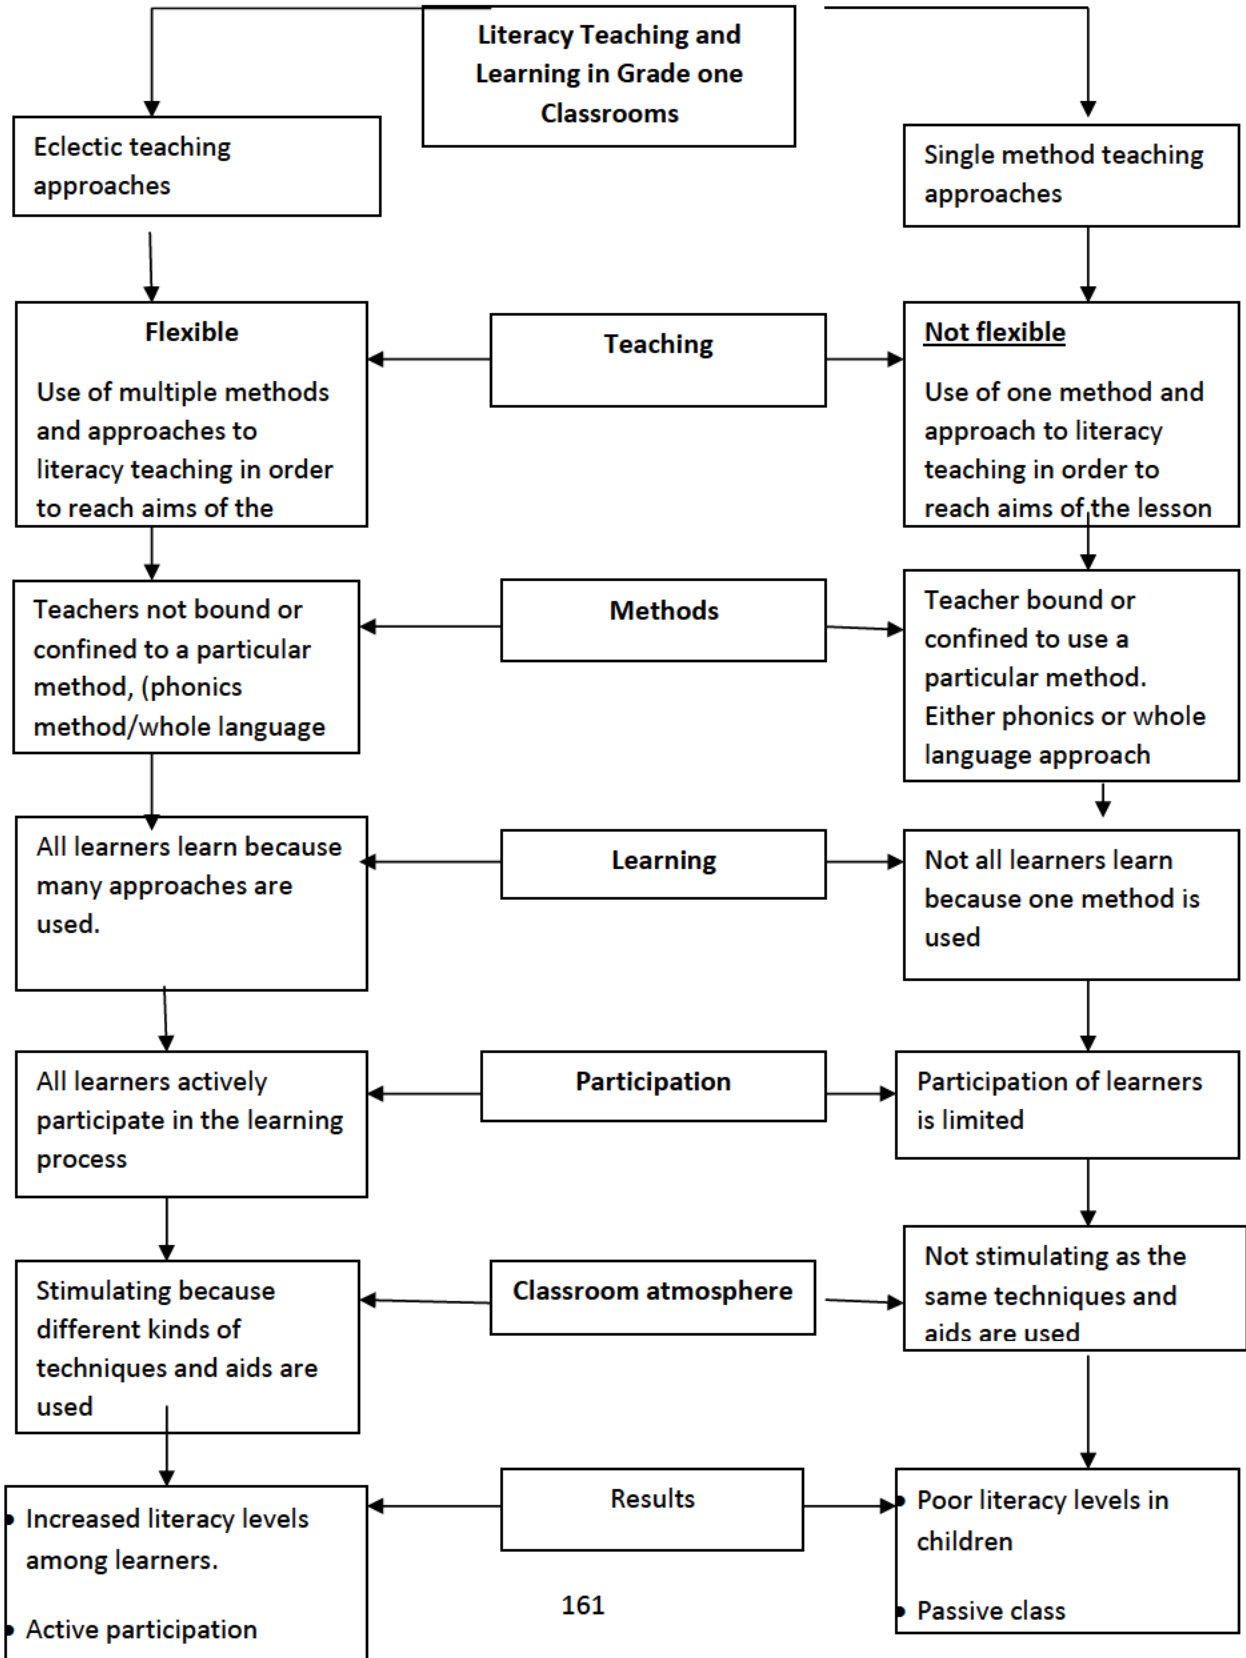 Literacy Teaching and
Learning in Grade one
Classrooms
Eclectic teaching
approaches
Single method teaching
approaches
Flexible
Use of multiple methods
and approaches to
literacy teaching in order
to reach aims of the
Teaching
Not flexible
Use of one method and
approach to literacy
teaching in order to
reach aims of the lesson
Teachers not bound or
confined to a particular
method, (phonics
method/whole language
Methods
Teacher bound or
confined to use a
particular method.
Either phonics or whole
language approach
All learners learn because
many approaches are
used.
Learning
Not all learners learn
because one method is
used
All learners actively
participate in the learning
process
Participation
Participation of learners
is limited
Stimulating because
different kinds of
techniques and aids are
used
Classroom atmosphere
Not stimulating as the
same techniques and
aids are used
• Increased literacy levels
among learners.
• Active participation
Results
• Poor literacy levels in
children
• Passive class
161